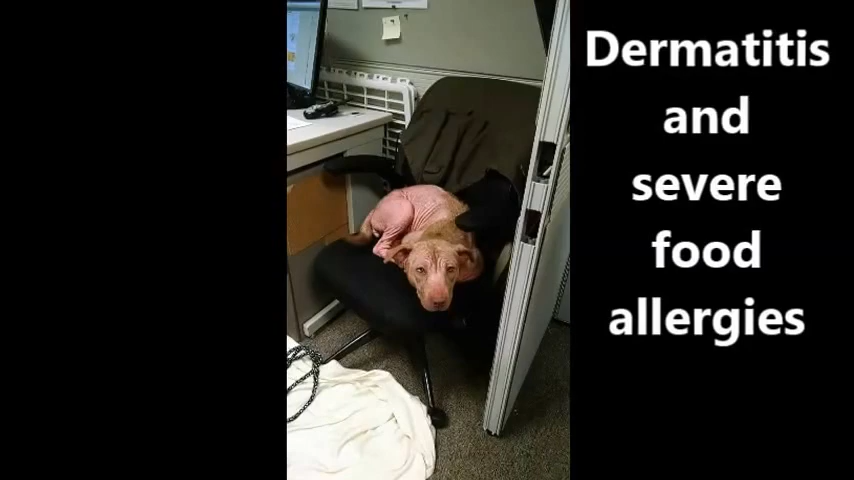 Dermatitis
and
severe
food
allergies